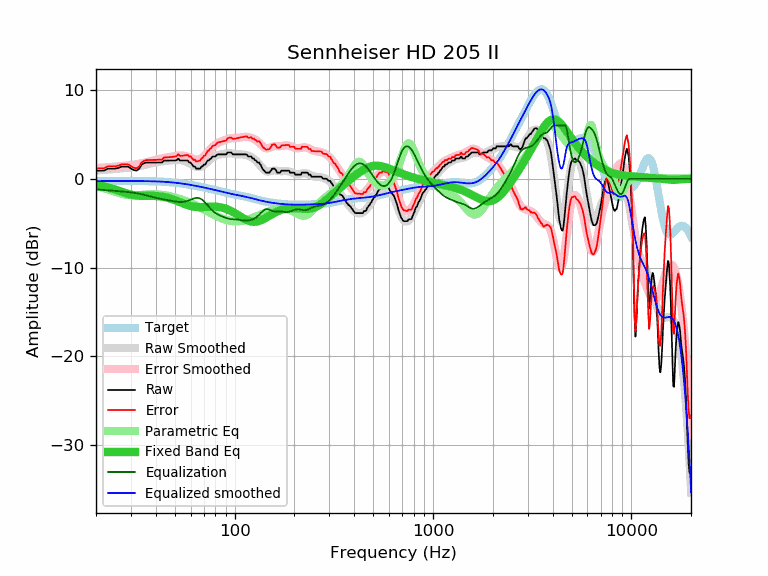 Sennheiser HD 205 II
Amplitude (dBr)
10
0
−10
−20
−30
Target
Raw Smoothed
Error Smoothed
Raw
Error
Parametric Eq
Fixed Band Eq
Equalization
Equalized smoothed
100
1000
10000
Frequency (Hz)